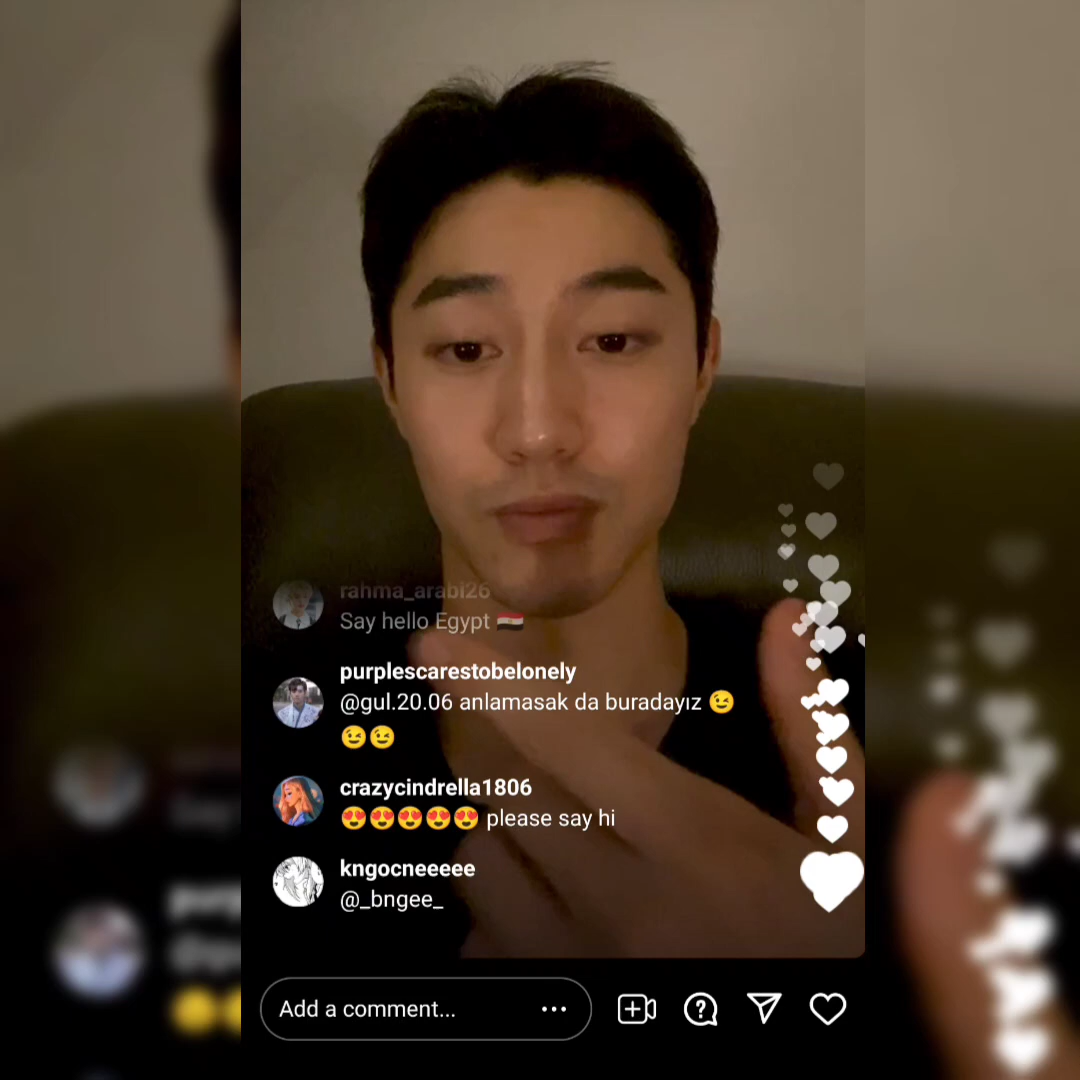 rahma_arabi26
Say hello Egypt 🇪🇬
purplescarestobelonely
@gul.20.06 anlamasak da buradayız 😉
😉😉
crazycindrella1806
😍😍😍😍😍 please say hi
kngocneeeee
@_bngee_
Add a comment...